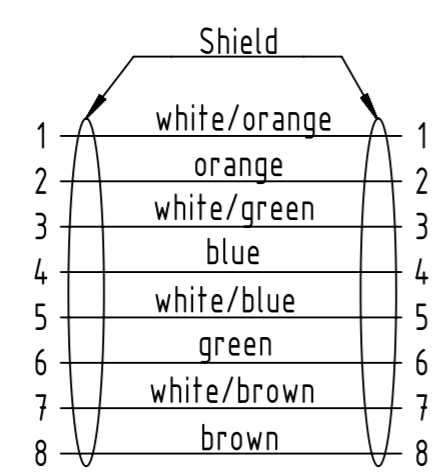 Shield
1 white/orange 1
2 orange 2
3 white/green 3
4 blue 4
5 white/blue 5
6 green 6
7 white/brown 7
8 brown 8